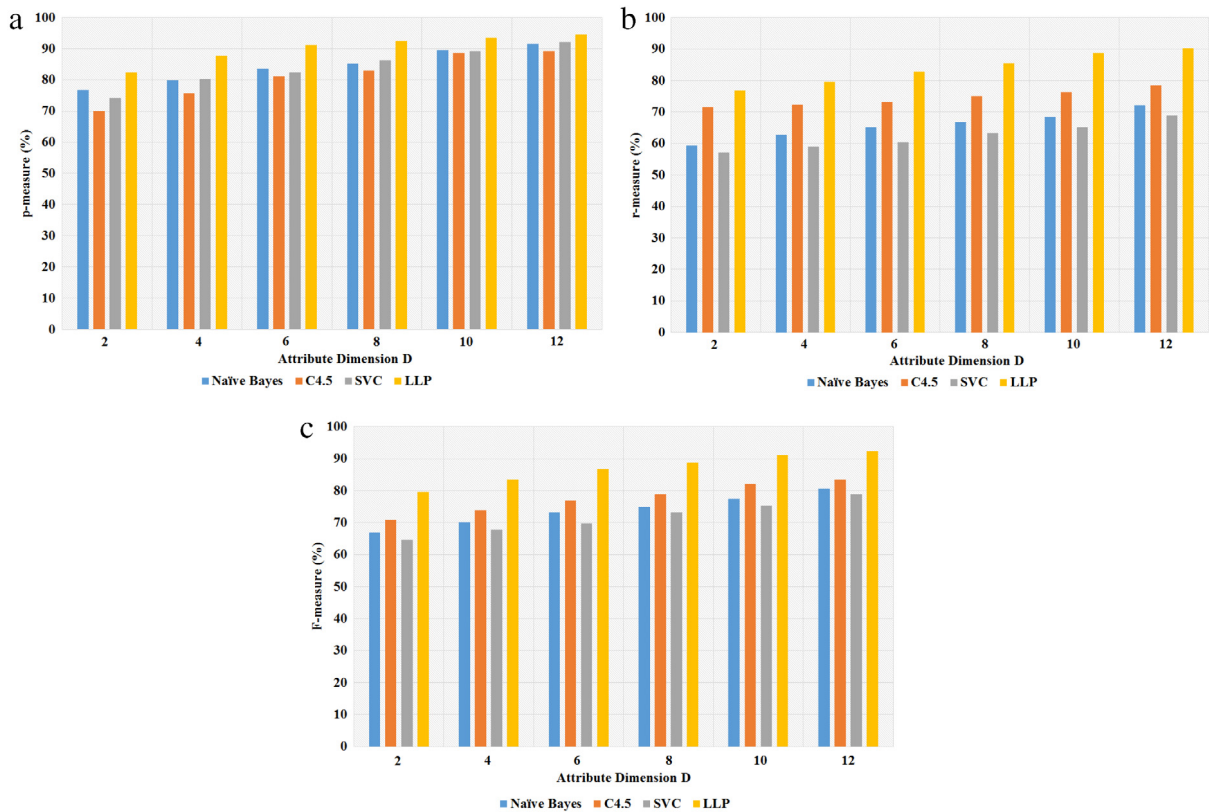 a
100
90
80
70
60
50
40
30
20
10
0
p-measure (%)
2 4 6 8 10 12
Attribute Dimension D
Naïve Bayes C4.5 SVC LLP
b
100
90
80
70
60
50
40
30
20
10
0
r-measure (%)
2 4 6 8 10 12
Attribute Dimension D
Naïve Bayes C4.5 SVC LLP
c
100
90
80
70
60
50
40
30
20
10
0
F-measure (%)
2 4 6 8 10 12
Attribute Dimension D
Naïve Bayes C4.5 SVC LLP